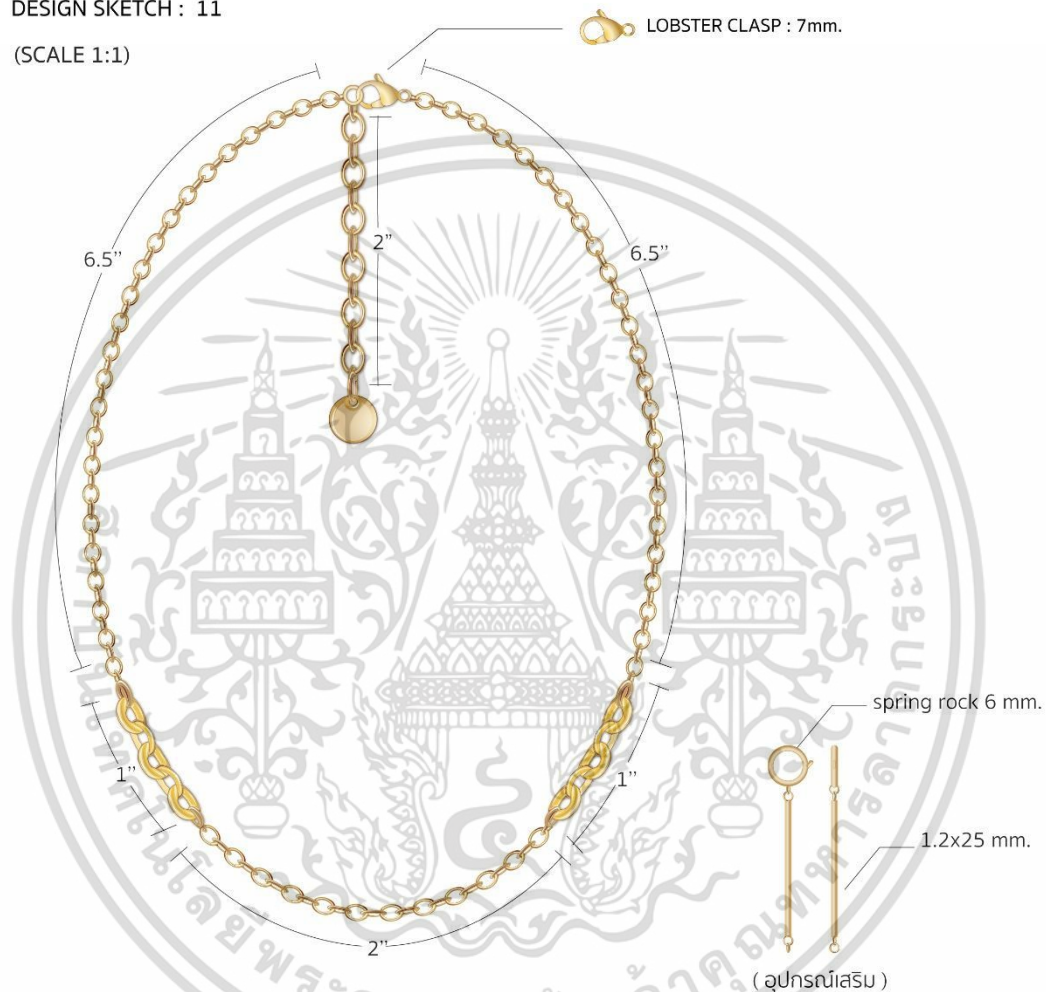 DESIGN SKETCH : 11
(SCALE 1:1)
LOBSTER CLASP : 7mm.
6.5”
6.5”
2”
1”
1”
2”
spring rock 6 mm.
1.2x25 mm.
( อุปกรณ์เสริม )